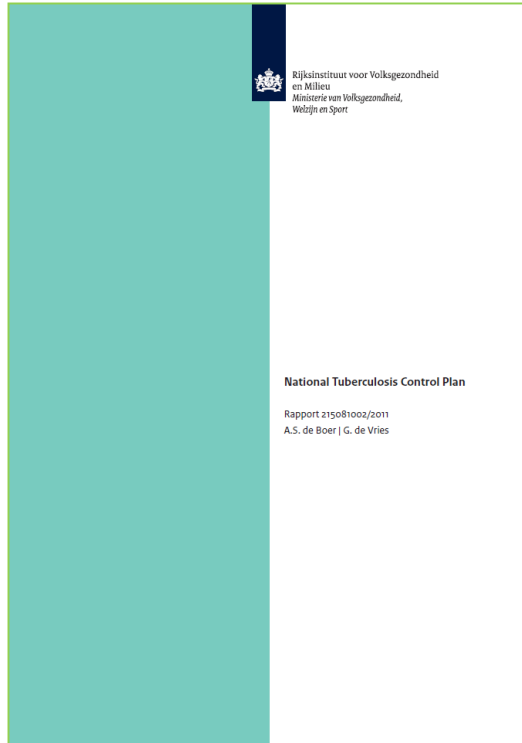 Rijksinstituut voor Volksgezondheid
en Milieu
Ministerie van Volksgezondheid,
Welzijn en Sport
National Tuberculosis Control Plan
Rapport 215081002/2011
A.S. de Boer | G. de Vries